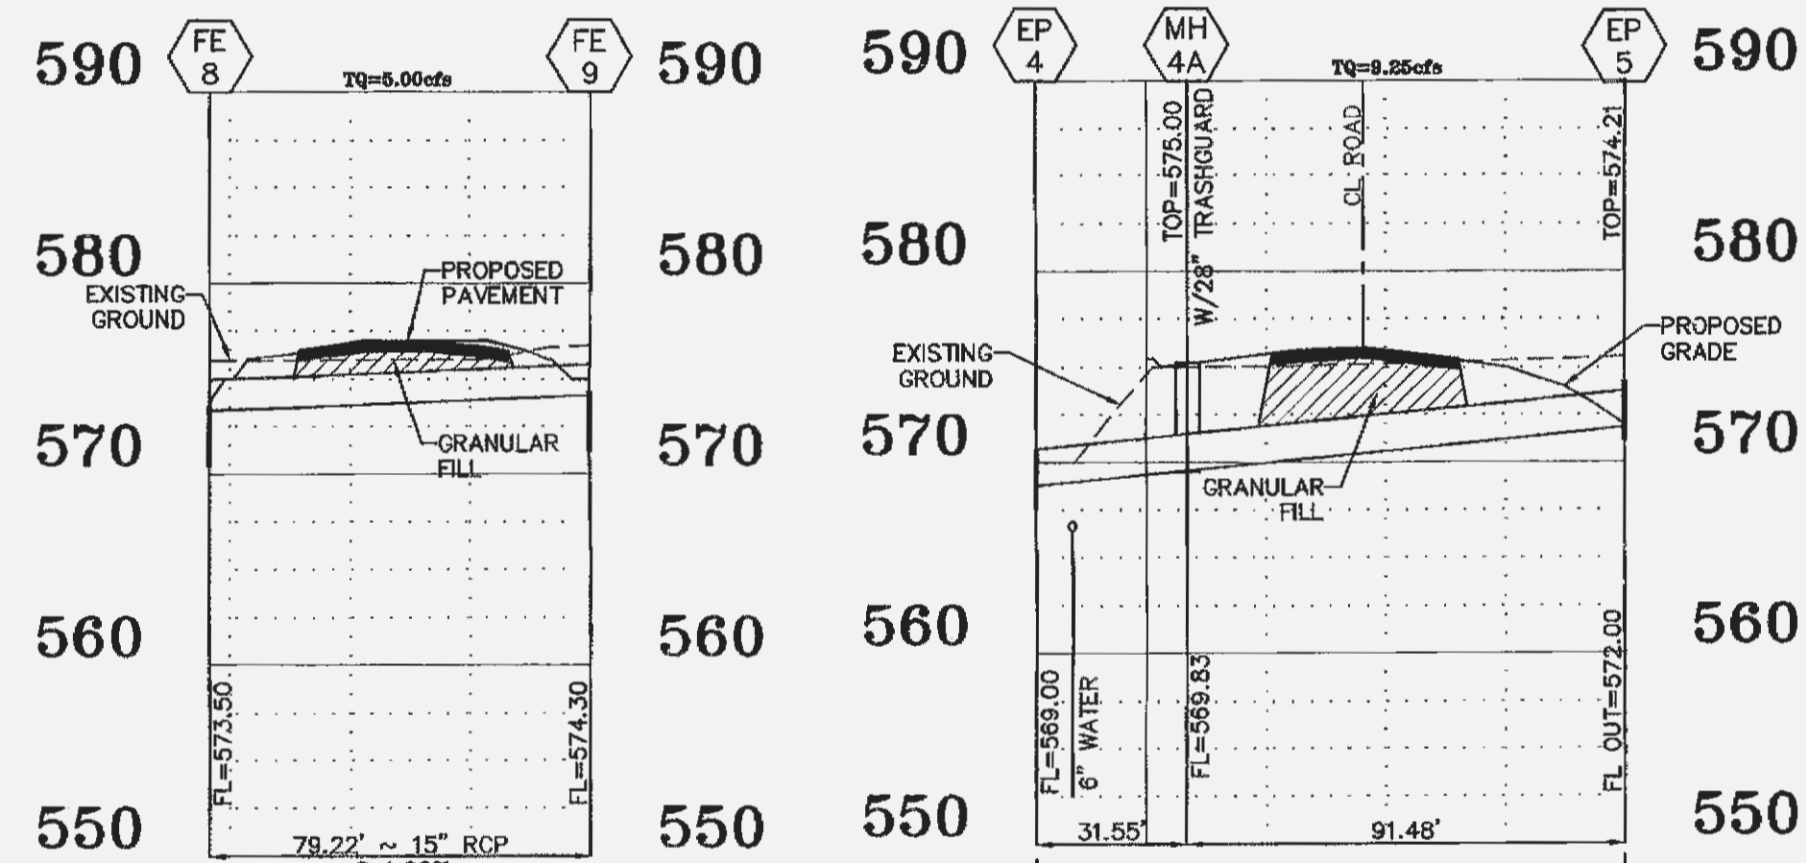 590
FE
8
TQ=5.00cfs
FE
9
590
580
EXISTING
GROUND
PROPOSED
PAVEMENT
580
570
GRANULAR
FILL
570
560
560
FL=573.50
FL=574.30
550
79.22' ~ 15" RCP
550
590
EP
4
MH
4A
TQ=9.25cfs
EP
5
590
TOP=575.00
W/28" TRASHGUARD
CL ROAD
TOP=574.21
580
580
EXISTING
GROUND
PROPOSED
GRADE
570
570
GRANULAR
FILL
560
560
FL=569.00
6" WATER
FL=569.83
FL OUT=572.00
550
31.55'
91.48'
550